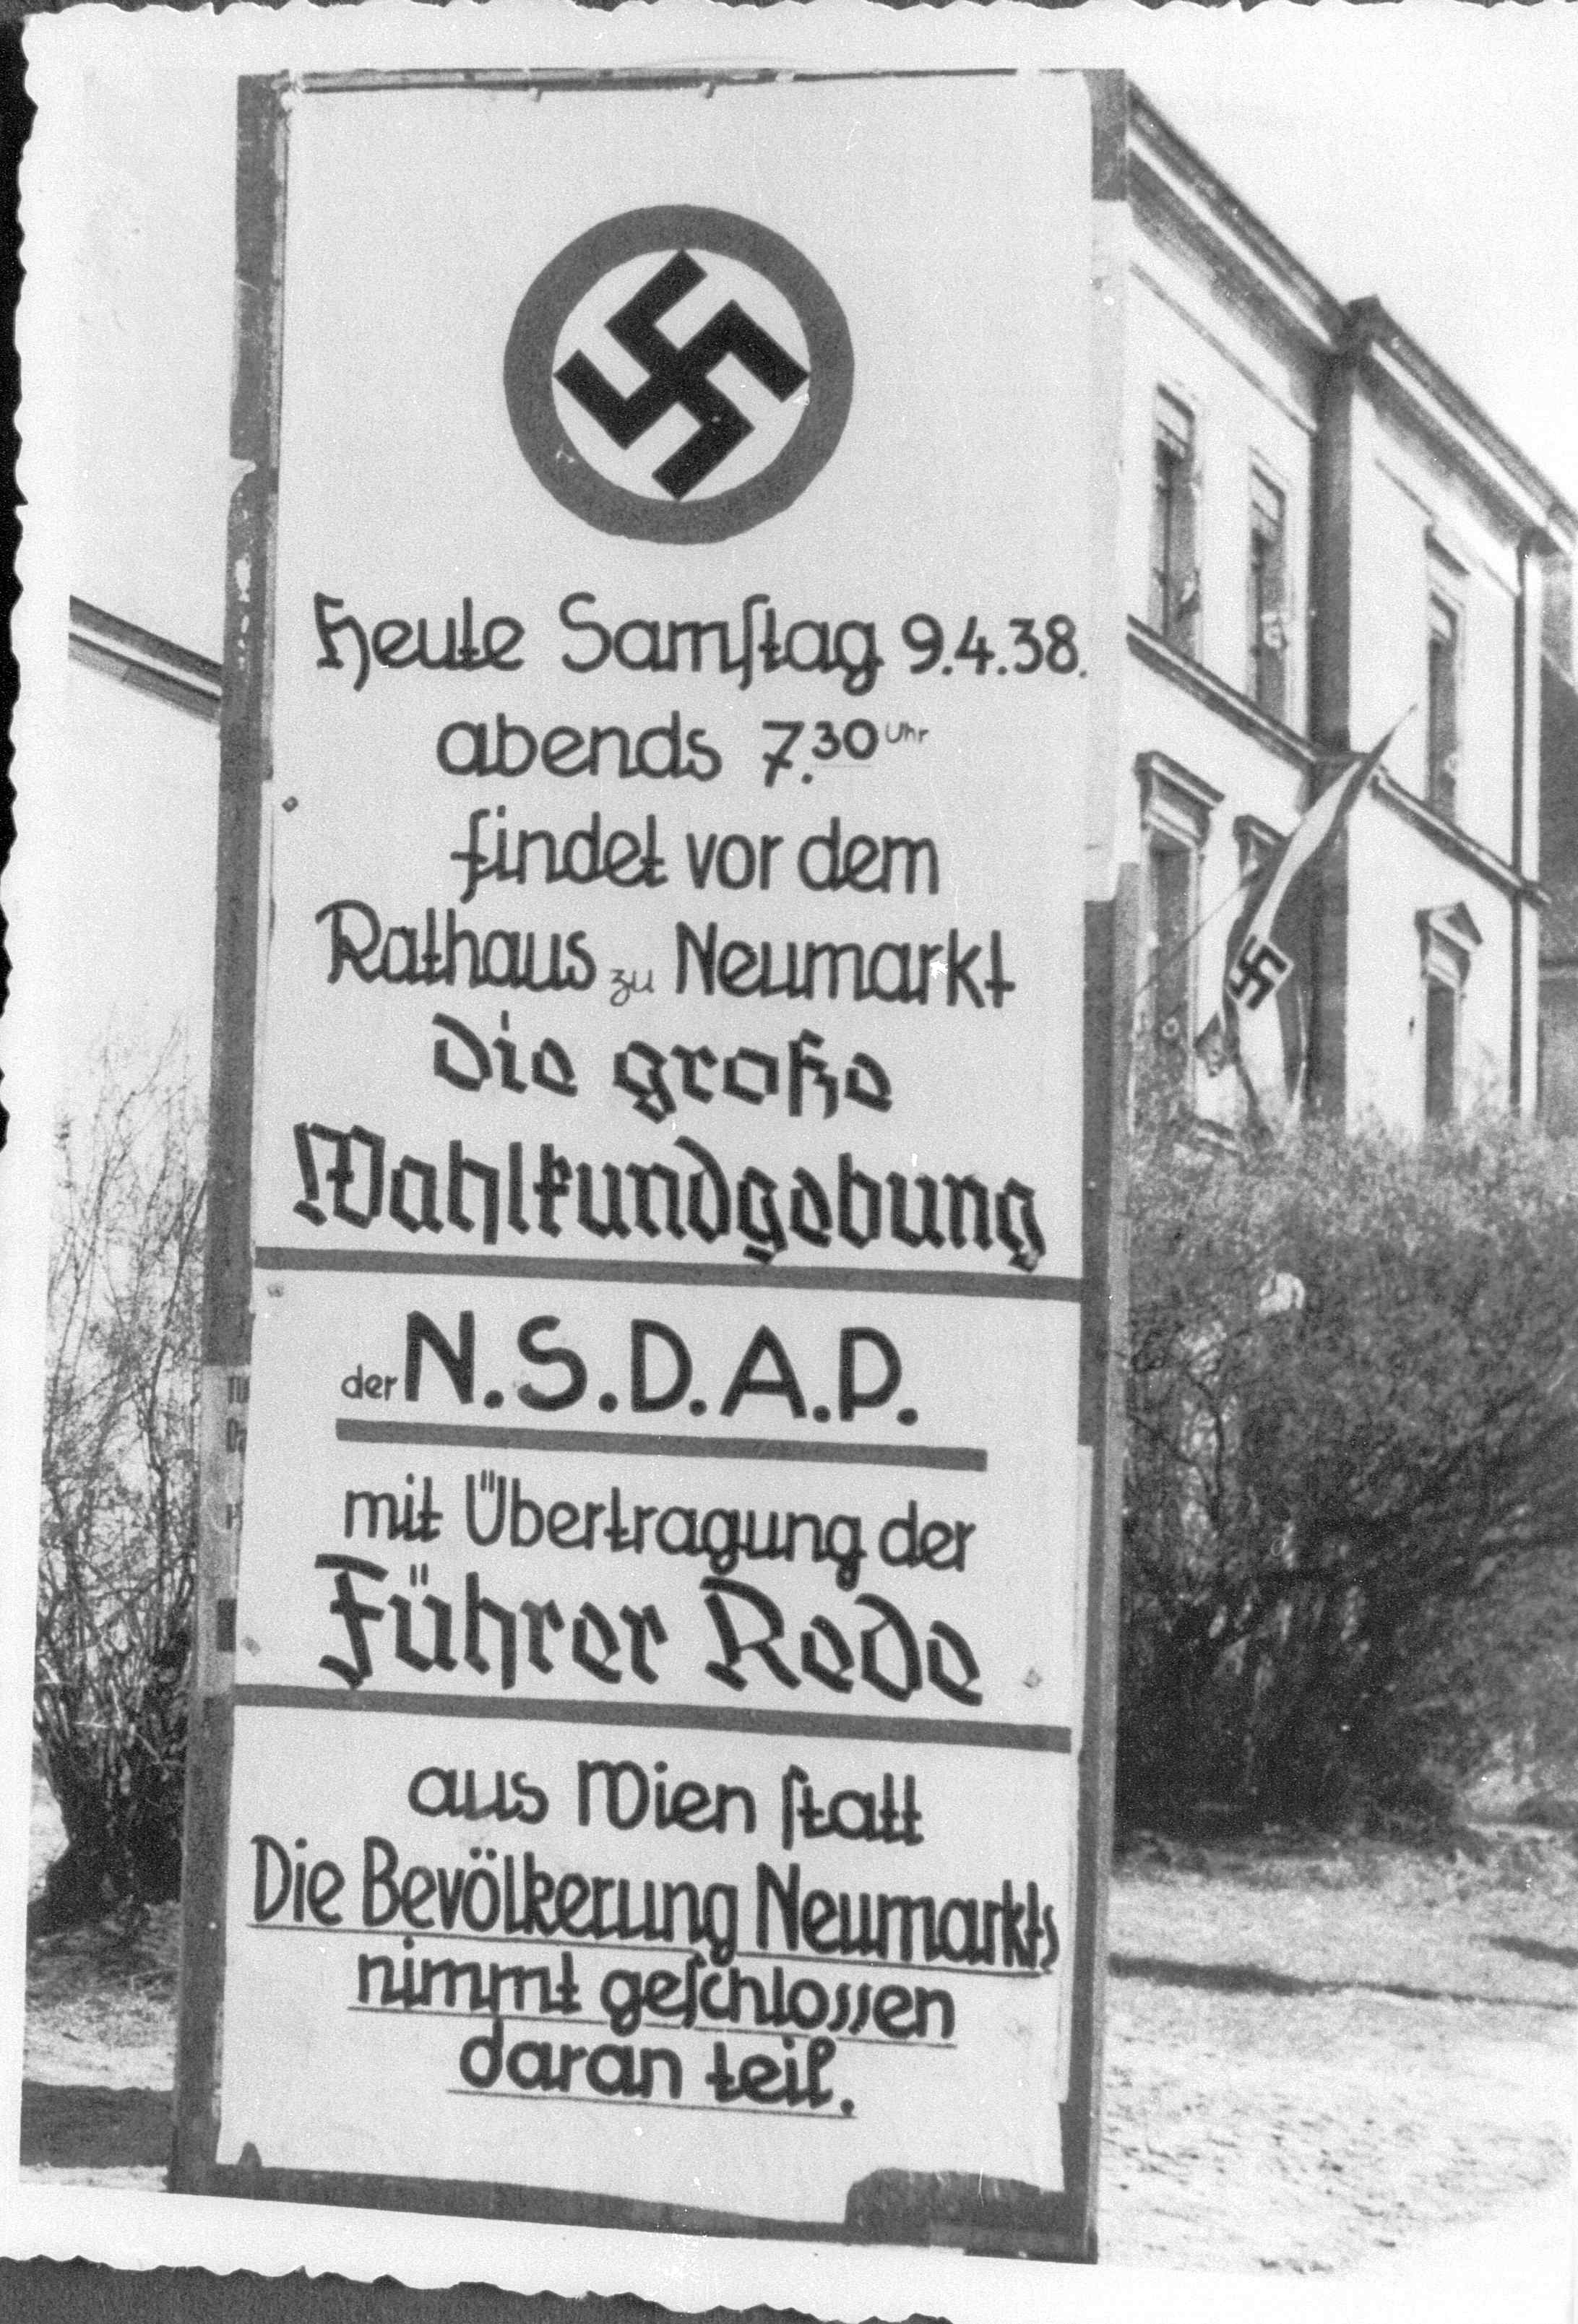 Heute Samstag 9.4.38.
abends 7.30 Uhr
findet vor dem
Rathaus zu Neumarkt
die große
Wahlkundgebung
der N.S.D.A.P.
mit Übertragung der
Führer Rede
aus Wien statt
Die Bevölkerung Neumarkts
nimmt geschlossen
daran teil.